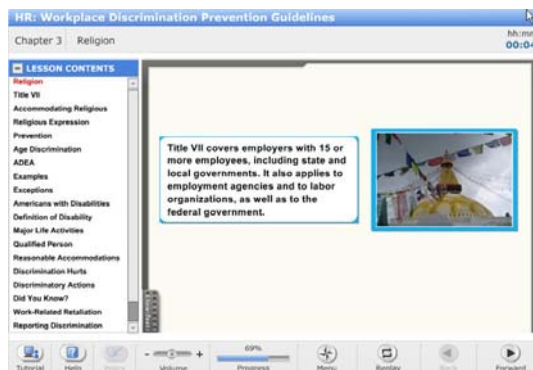 HR: Workplace Discrimination Prevention Guidelines
Chapter 3 Religion
hh:mm
00:04
LESSON CONTENTS
Religion
Title VII
Accommodating Religious
Religious Expression
Prevention
Age Discrimination
ADEA
Examples
Exceptions
Americans with Disabilities
Definition of Disability
Major Life Activities
Qualified Person
Reasonable Accommodations
Discrimination Hurts
Discriminatory Actions
Did You Know?
Work-Related Retaliation
Reporting Discrimination
Title VII covers employers with 15 or
more employees, including state and
local governments. It also applies to
employment agencies and to labor
organizations, as well as to the
federal government.
- +
69%
Tutorial Help Policy Volume Progress Menu Replay Back Forward